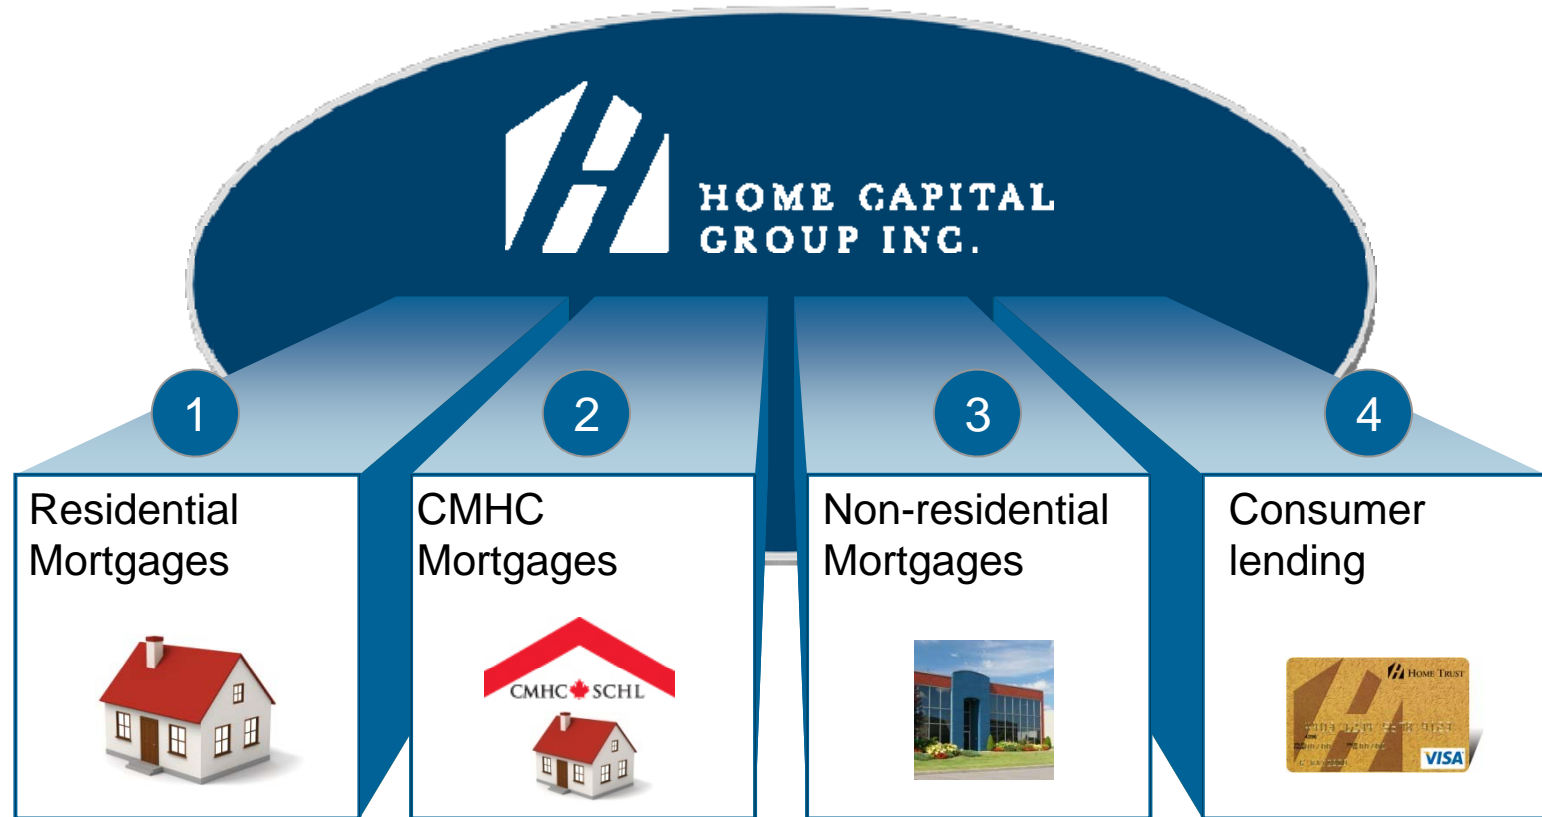 HOME CAPITAL
GROUP INC.
1
2
3
4
Residential
Mortgages
CMHC
Mortgages
CMHC SCHL
Non-residential
Mortgages
Consumer
lending
HOME TRUST
VISA